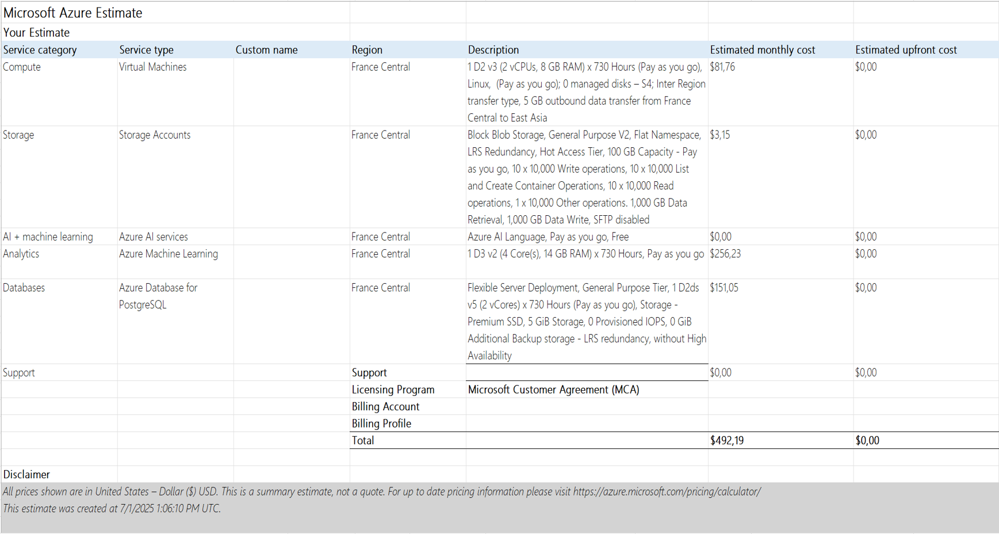 Microsoft Azure Estimate
Your Estimate
Service category Service type Custom name Region Description Estimated monthly cost Estimated upfront cost
Compute Virtual Machines France Central 1 D2 v3 (2 vCPUs, 8 GB RAM) x 730 Hours (Pay as you go), $81,76 $0,00
Linux,  (Pay as you go); 0 managed disks – S4; Inter Region
transfer type, 5 GB outbound data transfer from France
Central to East Asia
Storage Storage Accounts France Central Block Blob Storage, General Purpose V2, Flat Namespace, $3,15 $0,00
LRS Redundancy, Hot Access Tier, 100 GB Capacity - Pay
as you go, 10 x 10,000 Write operations, 10 x 10,000 List
and Create Container Operations, 10 x 10,000 Read
operations, 1 x 10,000 Other operations. 1,000 GB Data
Retrieval, 1,000 GB Data Write, SFTP disabled
AI + machine learning Azure AI services France Central Azure AI Language, Pay as you go, Free $0,00 $0,00
Analytics Azure Machine Learning France Central 1 D3 v2 (4 Core(s), 14 GB RAM) x 730 Hours, Pay as you go $256,23 $0,00
Databases Azure Database for France Central Flexible Server Deployment, General Purpose Tier, 1 D2ds $151,05 $0,00
PostgreSQL v5 (2 vCores) x 730 Hours (Pay as you go), Storage -
Premium SSD, 5 GiB Storage, 0 Provisioned IOPS, 0 GiB
Additional Backup storage - LRS redundancy, without High
Availability
Support Support $0,00 $0,00
Licensing Program Microsoft Customer Agreement (MCA)
Billing Account
Billing Profile
Total $492,19 $0,00
Disclaimer
All prices shown are in United States – Dollar ($) USD. This is a summary estimate, not a quote. For up to date pricing information please visit https://azure.microsoft.com/pricing/calculator/
This estimate was created at 7/1/2025 1:06:10 PM UTC.